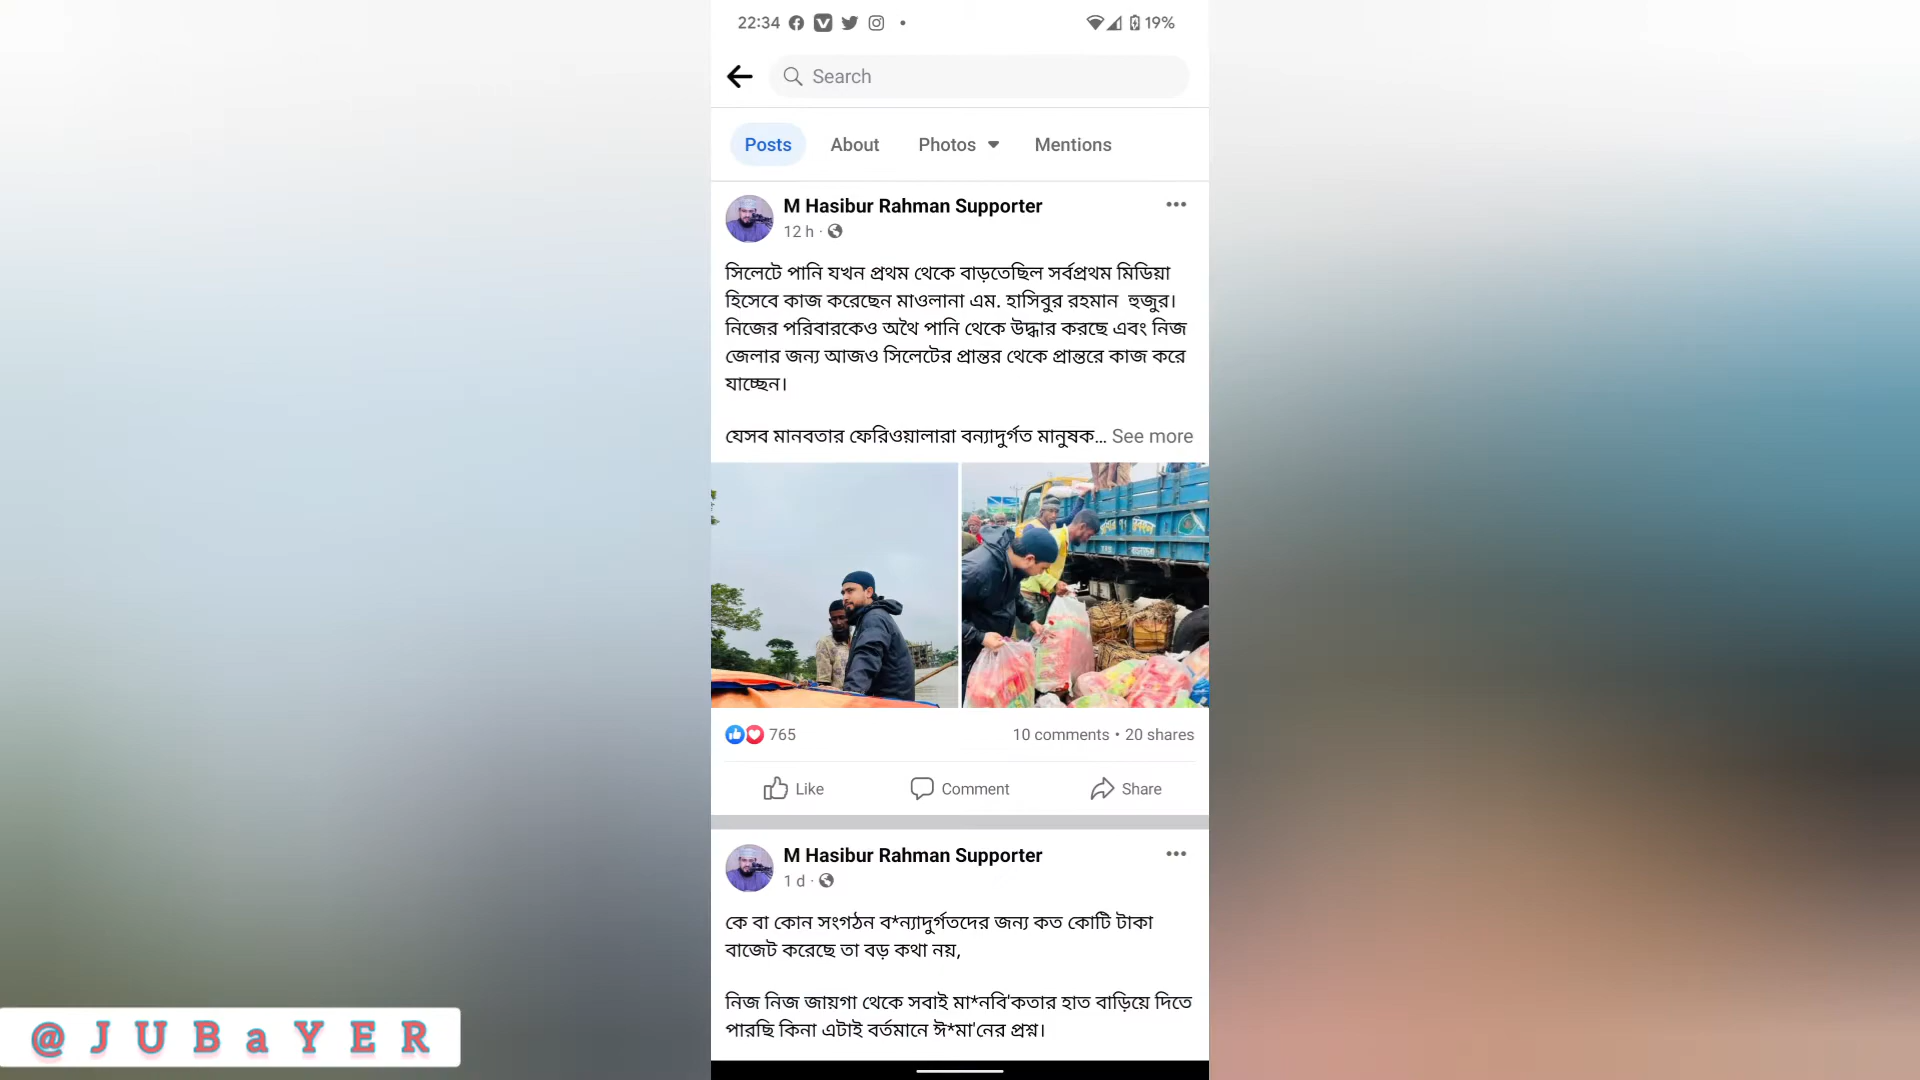 22:34
19%
Search
Posts
About
Photos
Mentions
M Hasibur Rahman Supporter
12 h ·
সিলেটে পানি যখন প্রথম থেকে বাড়তেছিল সর্বপ্রথম মিডিয়া
হিসেবে কাজ করেছেন মাওলানা এম. হাসিবুর রহমান হুজুর।
নিজের পরিবারকেও অথৈ পানি থেকে উদ্ধার করছে এবং নিজ
জেলার জন্য আজও সিলেটের প্রান্তর থেকে প্রান্তরে কাজ করে
যাচ্ছেন।
যেসব মানবতার ফেরিওয়ালারা বন্যাদুর্গত মানুষক... See more
765
10 comments • 20 shares
Like
Comment
Share
M Hasibur Rahman Supporter
1 d ·
কে বা কোন সংগঠন ব*ন্যাদুর্গতদের জন্য কত কোটি টাকা
বাজেট করেছে তা বড় কথা নয়,
নিজ নিজ জায়গা থেকে সবাই মা*নবি'কতার হাত বাড়িয়ে দিতে
পারছি কিনা এটাই বর্তমানে ঈ*মা'নের প্রশ্ন।
@JUBaYER